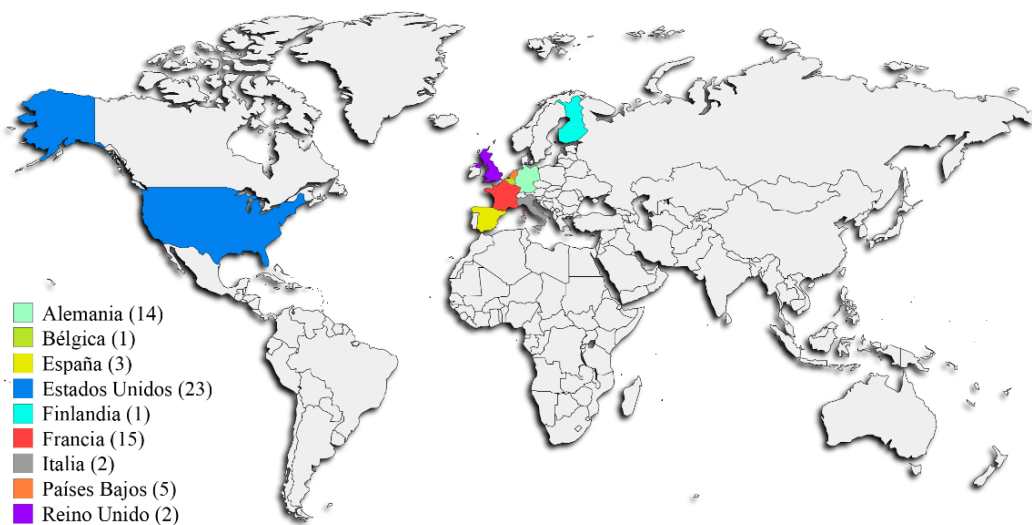 Alemania (14)
Bélgica (1)
España (3)
Estados Unidos (23)
Finlandia (1)
Francia (15)
Italia (2)
Países Bajos (5)
Reino Unido (2)